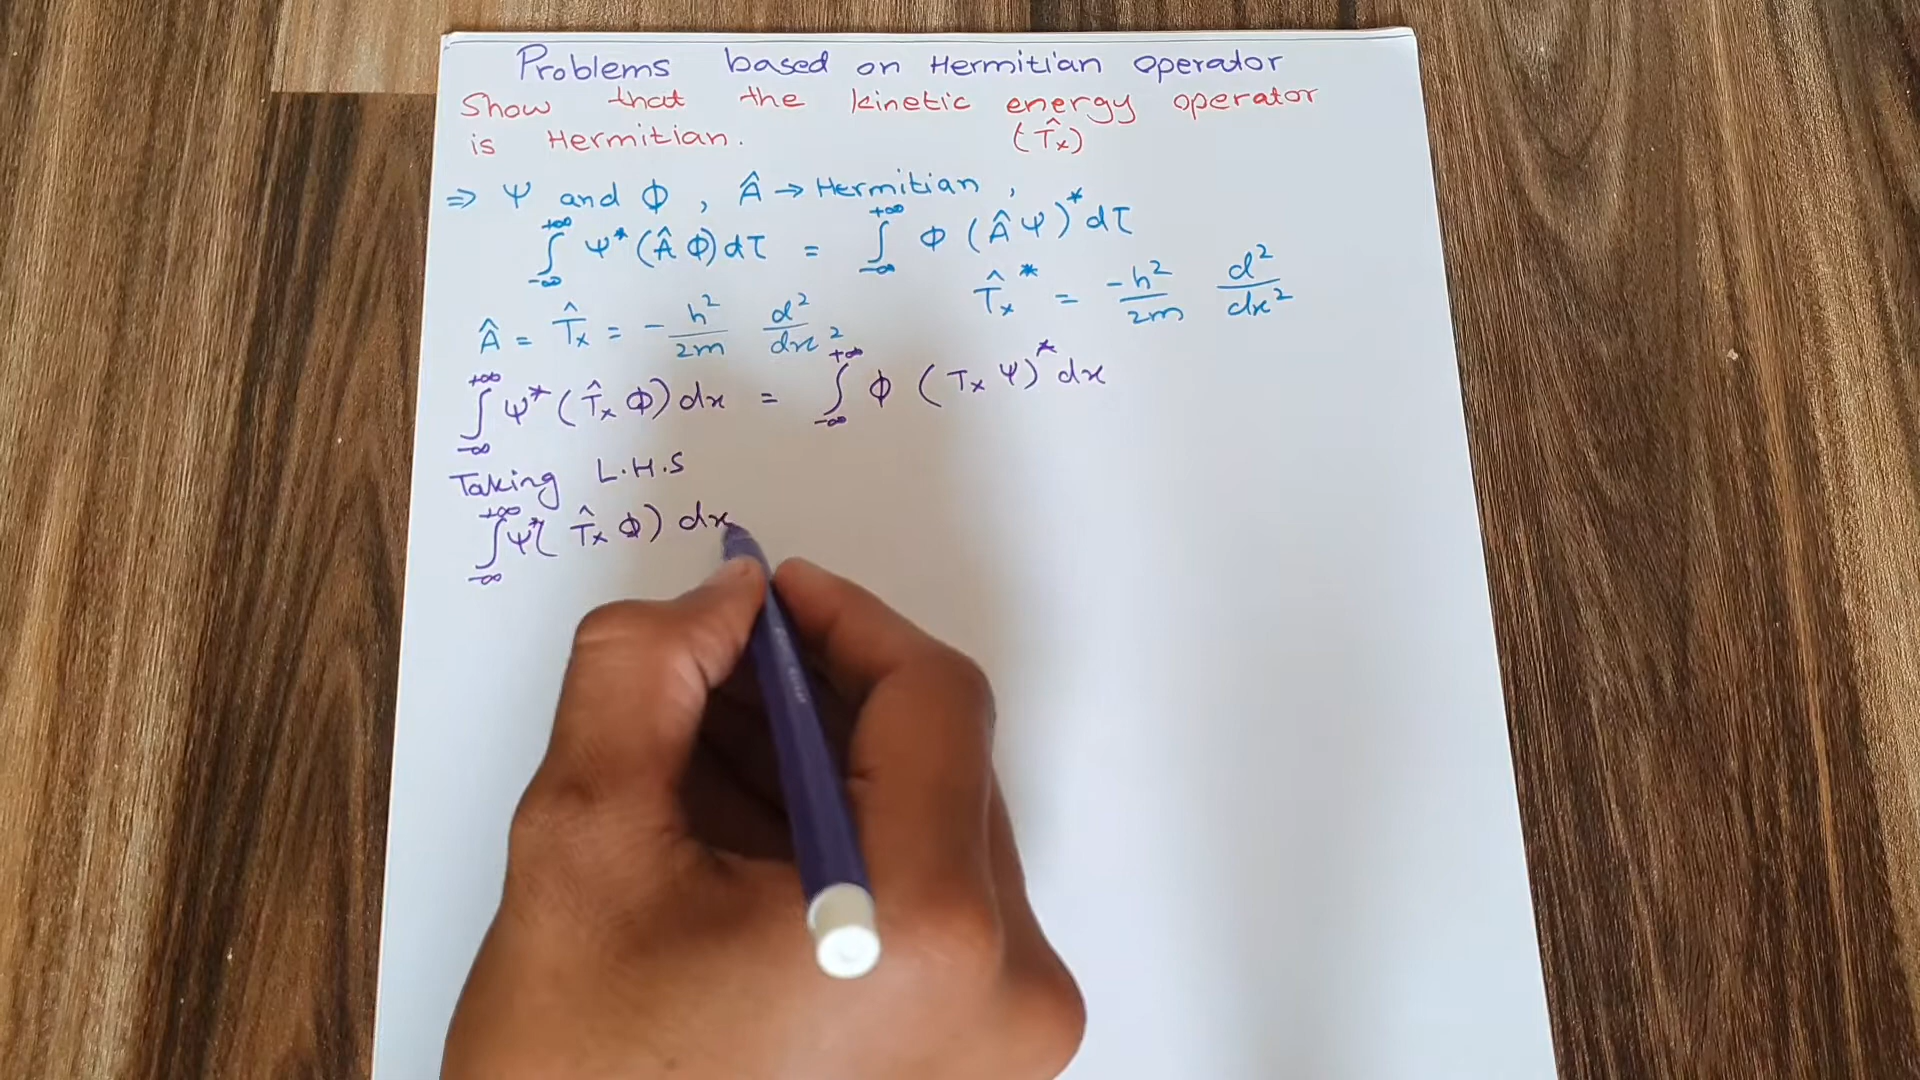 Problems based on Hermitian operator
Show that the kinetic energy operator
is Hermitian. (T̂x)
⇒ Ψ and Φ , Â → Hermitian ,
∫₋∞^+∞ Ψ* (Â Φ) dτ = ∫₋∞^+∞ Φ (Â Ψ)* dτ
T̂x* = -h²/2m d²/dx²
Â = T̂x = - h²/2m d²/dx²
∫₋∞^+∞ Ψ* (T̂x Φ) dx = ∫₋∞^+∞ Φ (Tx Ψ)* dx
Taking L.H.S
∫₋∞^+∞ Ψ* (T̂x Φ) dx